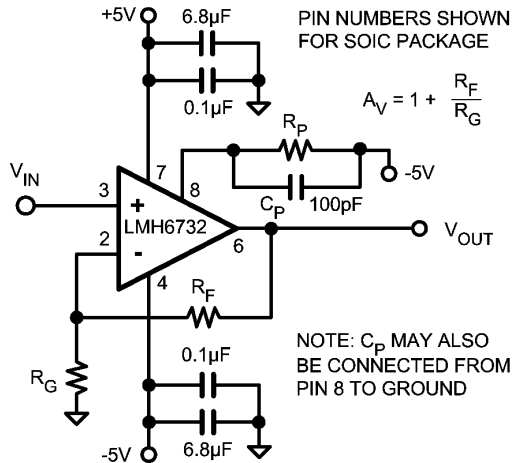 +5V
6.8µF
0.1µF
PIN NUMBERS SHOWN
FOR SOIC PACKAGE
A_V = 1 + R_F / R_G
R_P
-5V
C_P 100pF
V_IN
3
+
7
8
LMH6732
2
-
4
6
V_OUT
R_F
R_G
0.1µF
6.8µF
-5V
NOTE: C_P MAY ALSO
BE CONNECTED FROM
PIN 8 TO GROUND